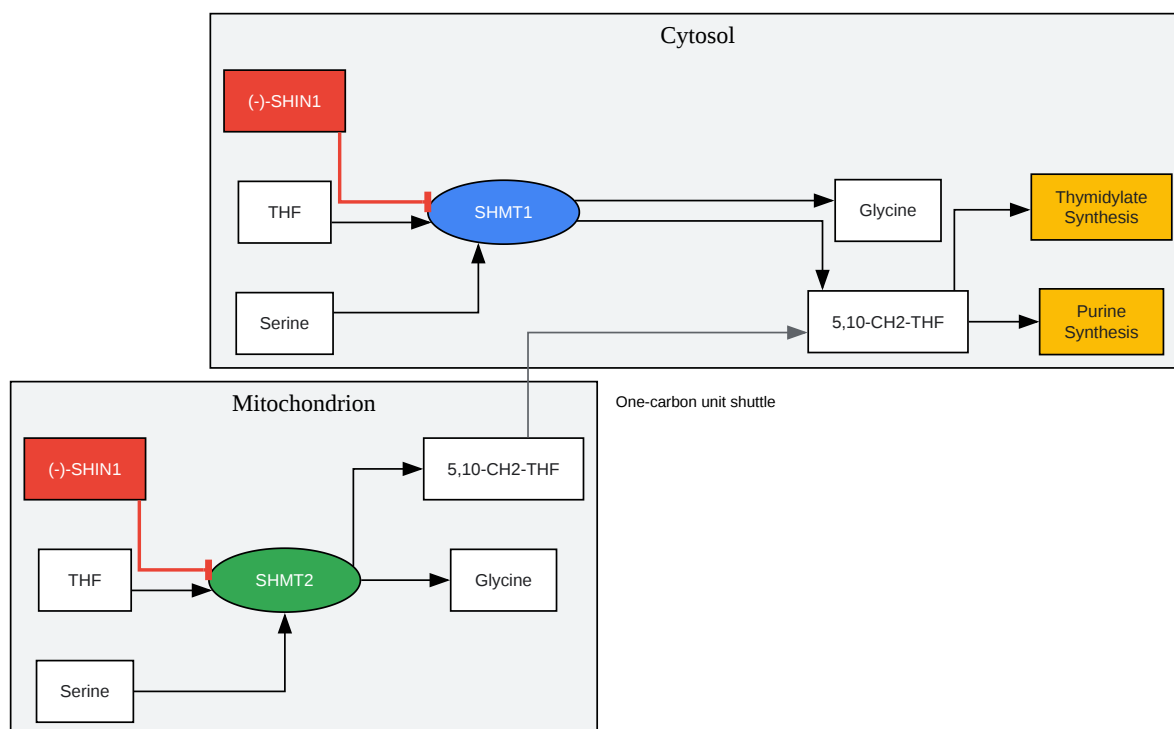 Cytosol
(-)-SHIN1
THF
SHMT1
Glycine
Thymidylate
Synthesis
Serine
5,10-CH2-THF
Purine
Synthesis
Mitochondrion
One-carbon unit shuttle
(-)-SHIN1
5,10-CH2-THF
THF
SHMT2
Glycine
Serine